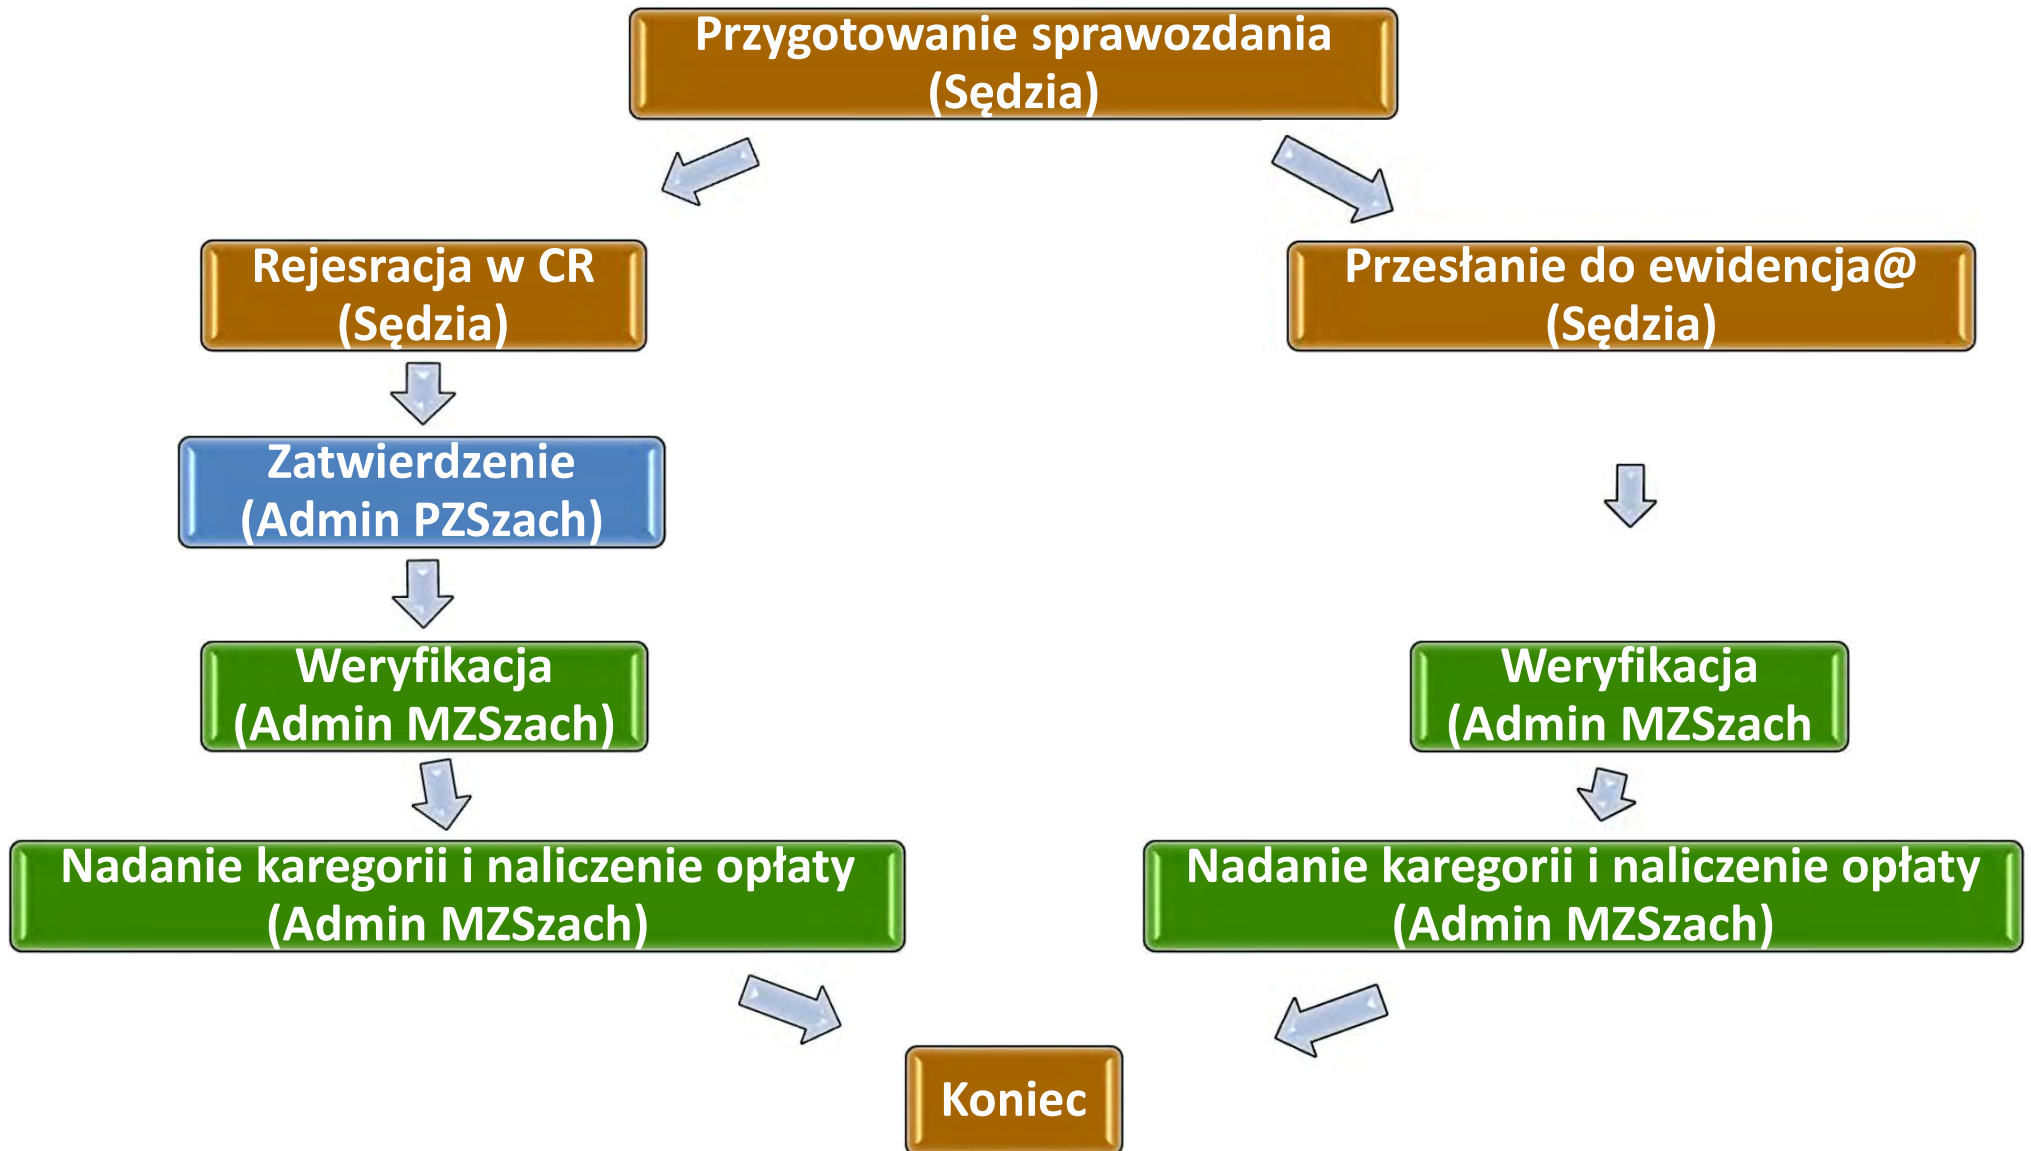 Przygotowanie sprawozdania
(Sędzia)
Rejesracja w CR
(Sędzia)
Przesłanie do ewidencja@
(Sędzia)
Zatwierdzenie
(Admin PZSzach)
Weryfikacja
(Admin MZSzach)
Weryfikacja
(Admin MZSzach
Nadanie karegorii i naliczenie opłaty
(Admin MZSzach)
Nadanie karegorii i naliczenie opłaty
(Admin MZSzach)
Koniec